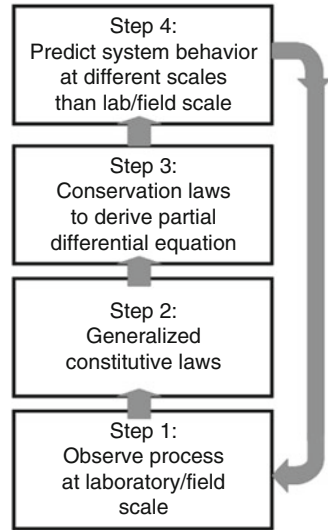 Step 4:
Predict system behavior
at different scales
than lab/field scale
Step 3:
Conservation laws
to derive partial
differential equation
Step 2:
Generalized
constitutive laws
Step 1:
Observe process
at laboratory/field
scale